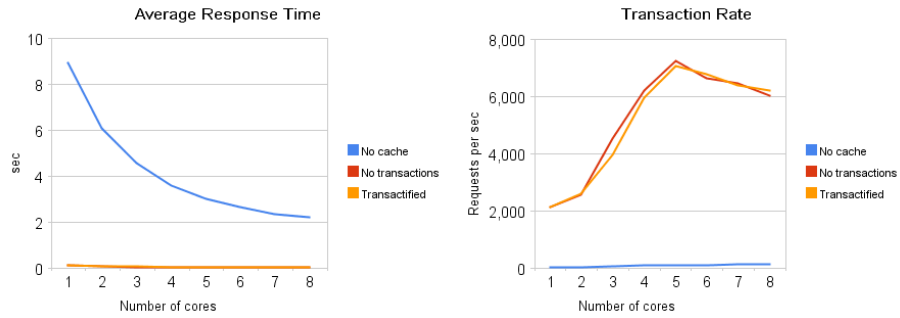 Average Response Time
10
8
6
4
2
0
sec
1 2 3 4 5 6 7 8
Number of cores
No cache
No transactions
Transactified
Transaction Rate
8,000
6,000
4,000
2,000
0
Requests per sec
1 2 3 4 5 6 7 8
Number of cores
No cache
No transactions
Transactified